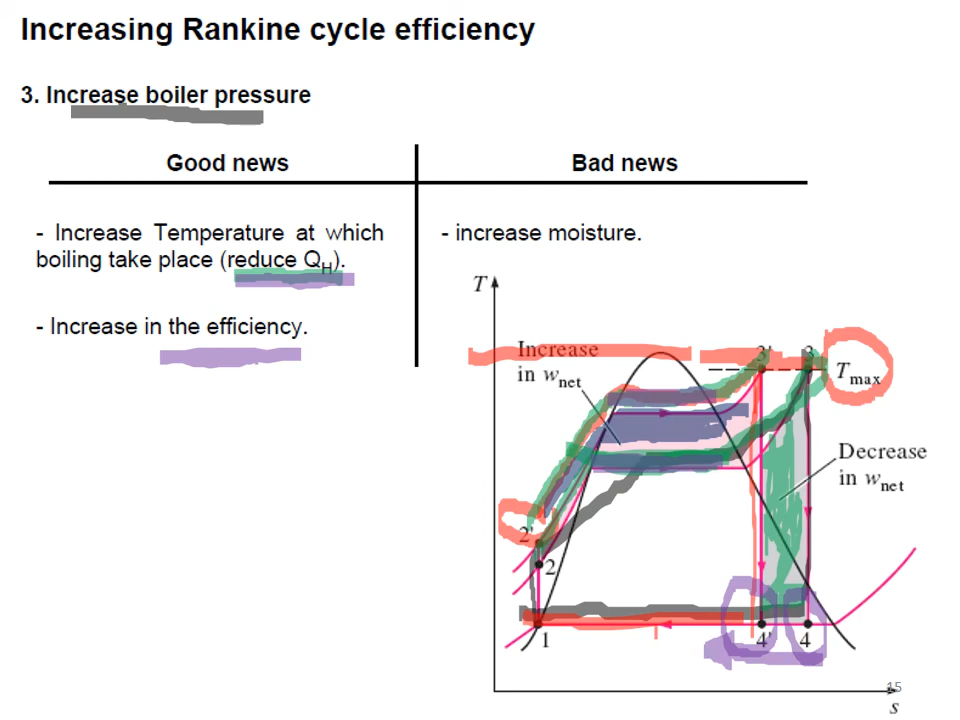 Increasing Rankine cycle efficiency
3. Increase boiler pressure
Good news
Bad news
- Increase Temperature at which
boiling take place (reduce QH).
- Increase in the efficiency.
- increase moisture.
T
Increase
in wnet
3'
3
Tmax
Decrease
in wnet
2'
2
1
4'
4
15
s